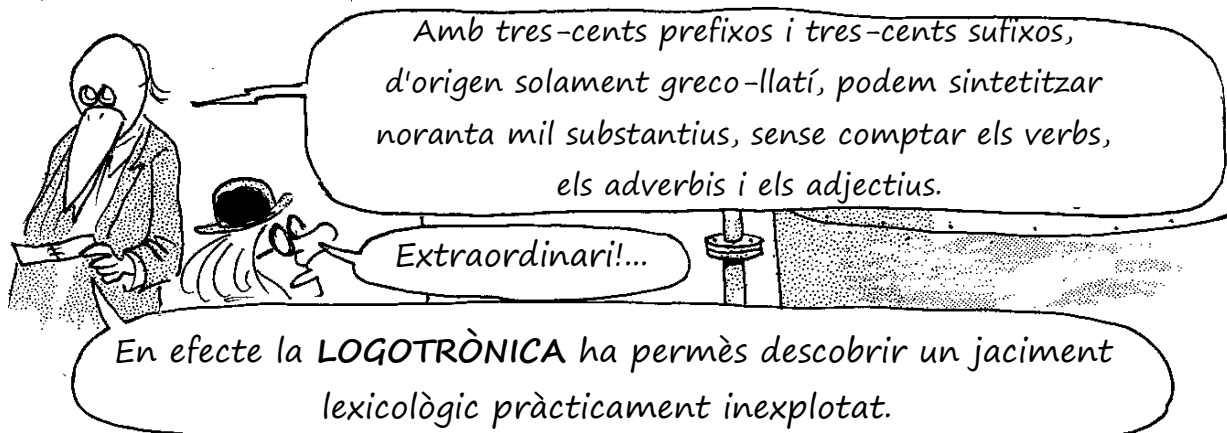 Amb tres-cents prefixos i tres-cents sufixos,
d'origen solament greco-llatí, podem sintetitzar
noranta mil substantius, sense comptar els verbs,
els adverbis i els adjectius.
Extraordinari!...
En efecte la LOGOTRÒNICA ha permès descobrir un jaciment
lexicològic pràcticament inexplotat.